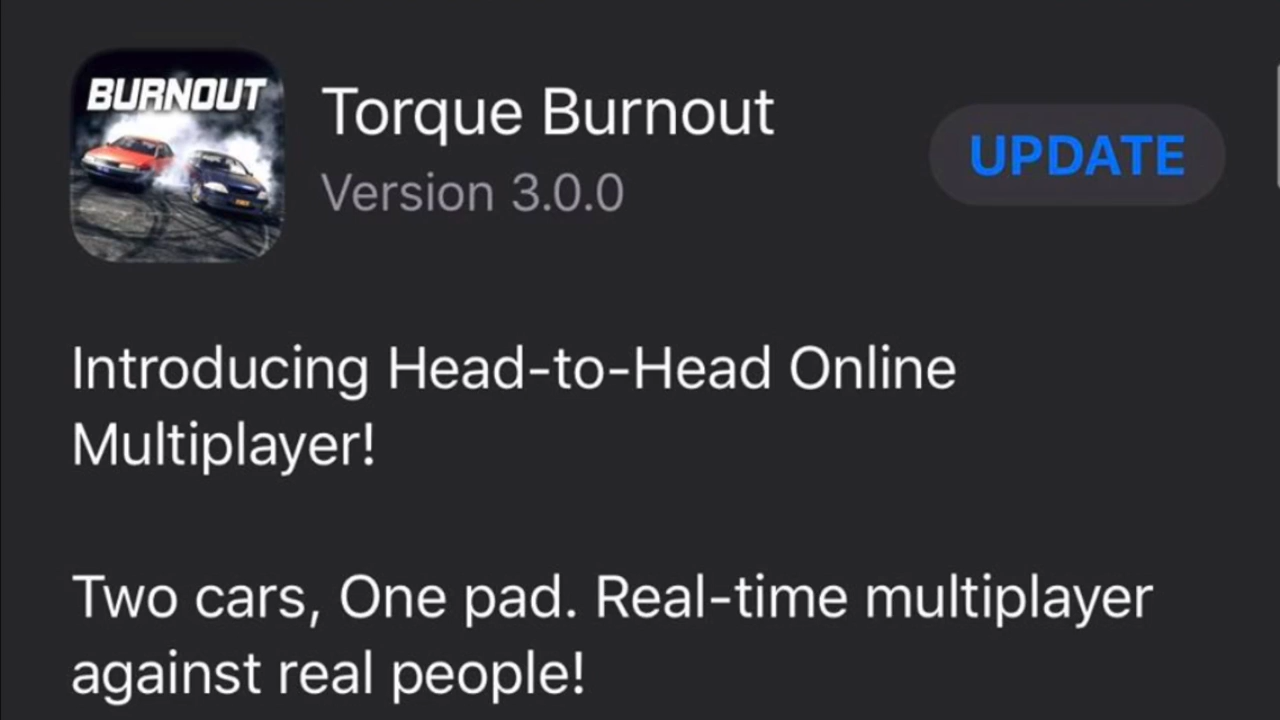 BURNOUT
Torque Burnout
Version 3.0.0
UPDATE
Introducing Head-to-Head Online
Multiplayer!
Two cars, One pad. Real-time multiplayer
against real people!